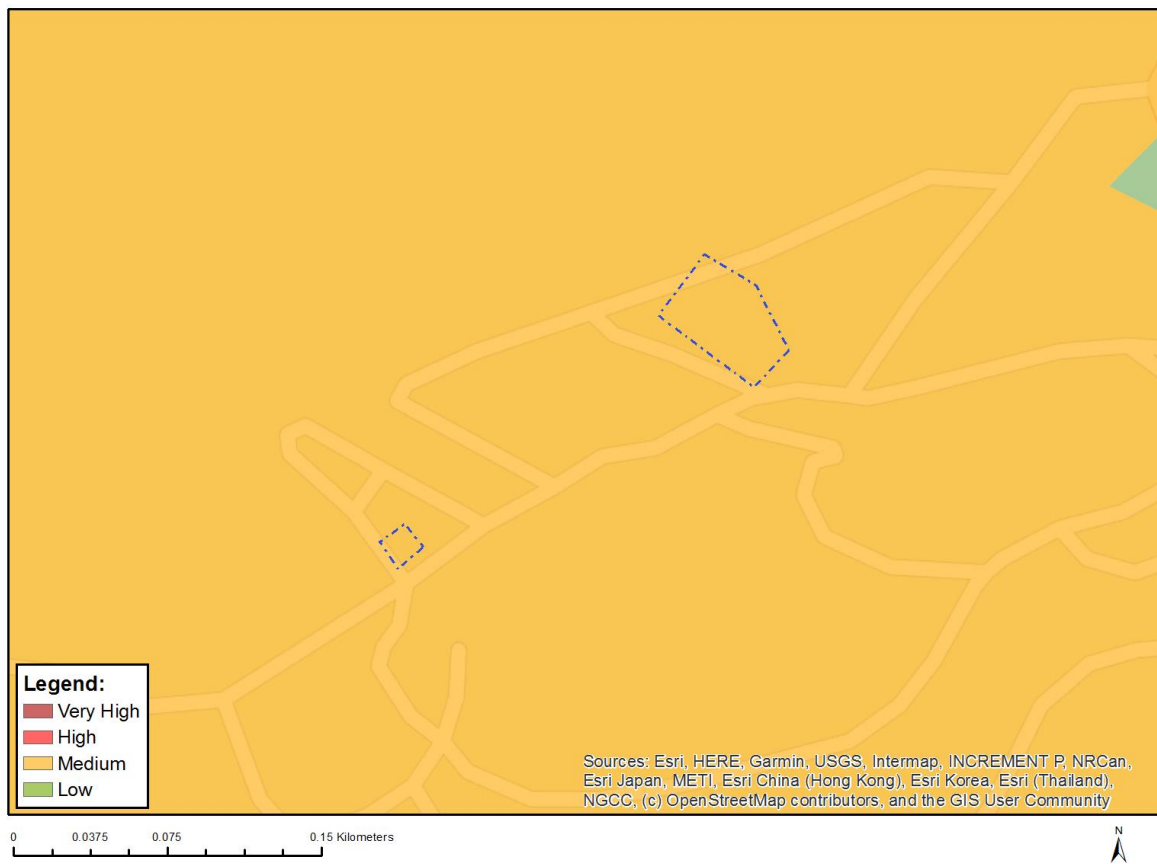 Legend:
Very High
High
Medium
Low
Sources: Esri, HERE, Garmin, USGS, Intermap, INCREMENT P, NRCan,
Esri Japan, METI, Esri China (Hong Kong), Esri Korea, Esri (Thailand),
NGCC, (c) OpenStreetMap contributors, and the GIS User Community
0 0.0375 0.075 0.15 Kilometers
N